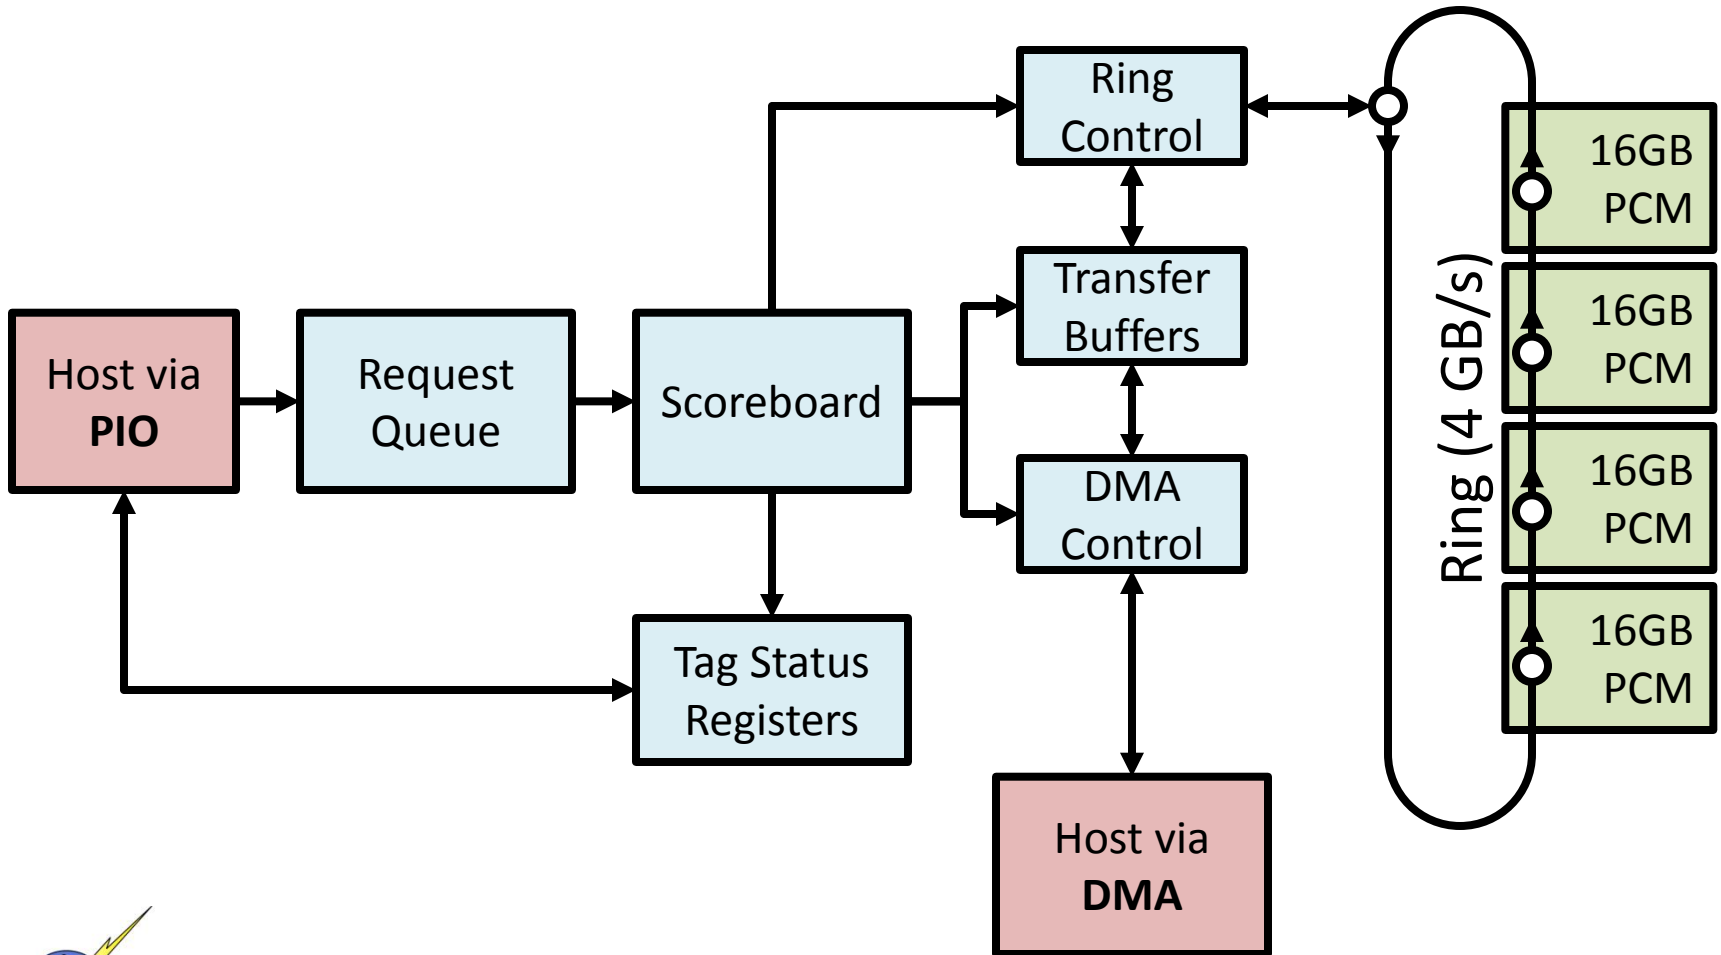 Host via
PIO
Request
Queue
Scoreboard
Tag Status
Registers
Ring
Control
Transfer
Buffers
DMA
Control
Host via
DMA
Ring (4 GB/s)
16GB
PCM
16GB
PCM
16GB
PCM
16GB
PCM